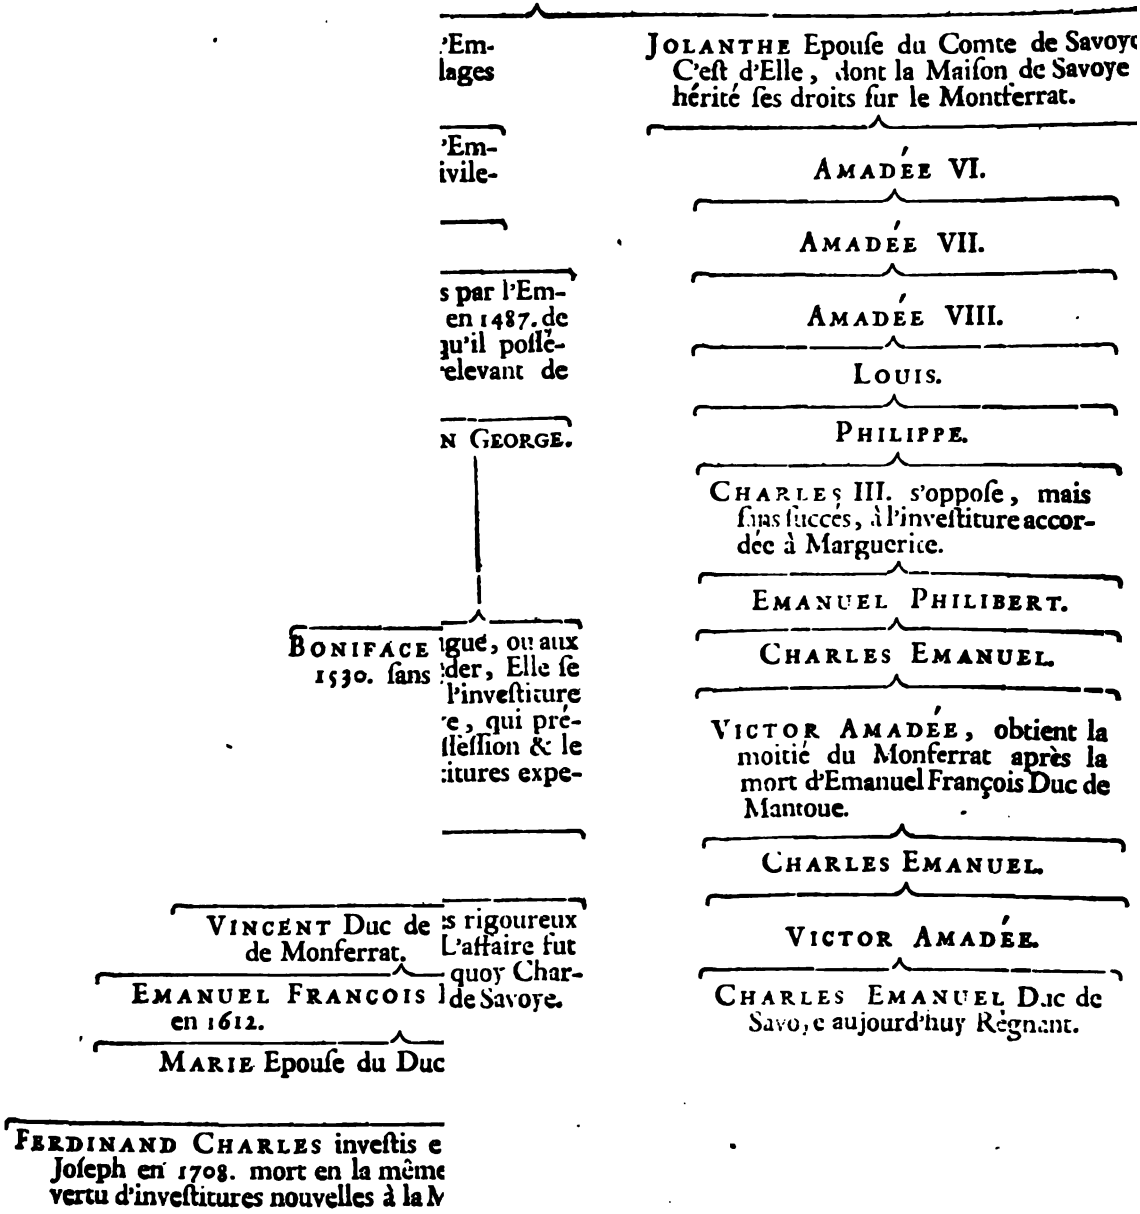 'Em-
lages
'Em-
ivile-
s par l'Em-
en 1487. de
qu'il poſſè-
elevant de
N GEORGE.
BONIFACE
1530. ſans
igue, ou aux
der, Elle ſe
l'inveſtiture
re, qui pré-
ſſeſſion & le
itures expe-
VINCENT Duc de
de Monferrat.
EMANUEL FRANCOIS
en 1612.
MARIE Epouſe du Duc
es rigoureux
L'affaire fut
quoy Char-
de Savoye.
FERDINAND CHARLES inveſtis e
Joſeph en 1708. mort en la même
vertu d'inveſtitures nouvelles à la M
JOLANTHE Epouſe du Comte de Savoye
C'eſt d'Elle, dont la Maiſon de Savoye
hérité ſes droits ſur le Montferrat.
AMADÉE VI.
AMADÉE VII.
AMADÉE VIII.
LOUIS.
PHILIPPE.
CHARLES III. s'oppoſe, mais
ſans ſuccés, à l'inveſtiture accor-
dée à Marguerite.
EMANUEL PHILIBERT.
CHARLES EMANUEL.
VICTOR AMADÉE, obtient la
moitié du Monferrat après la
mort d'Emanuel François Duc de
Mantoue.
CHARLES EMANUEL.
VICTOR AMADÉE.
CHARLES EMANUEL Duc de
Savoye aujourd'huy Règnant.